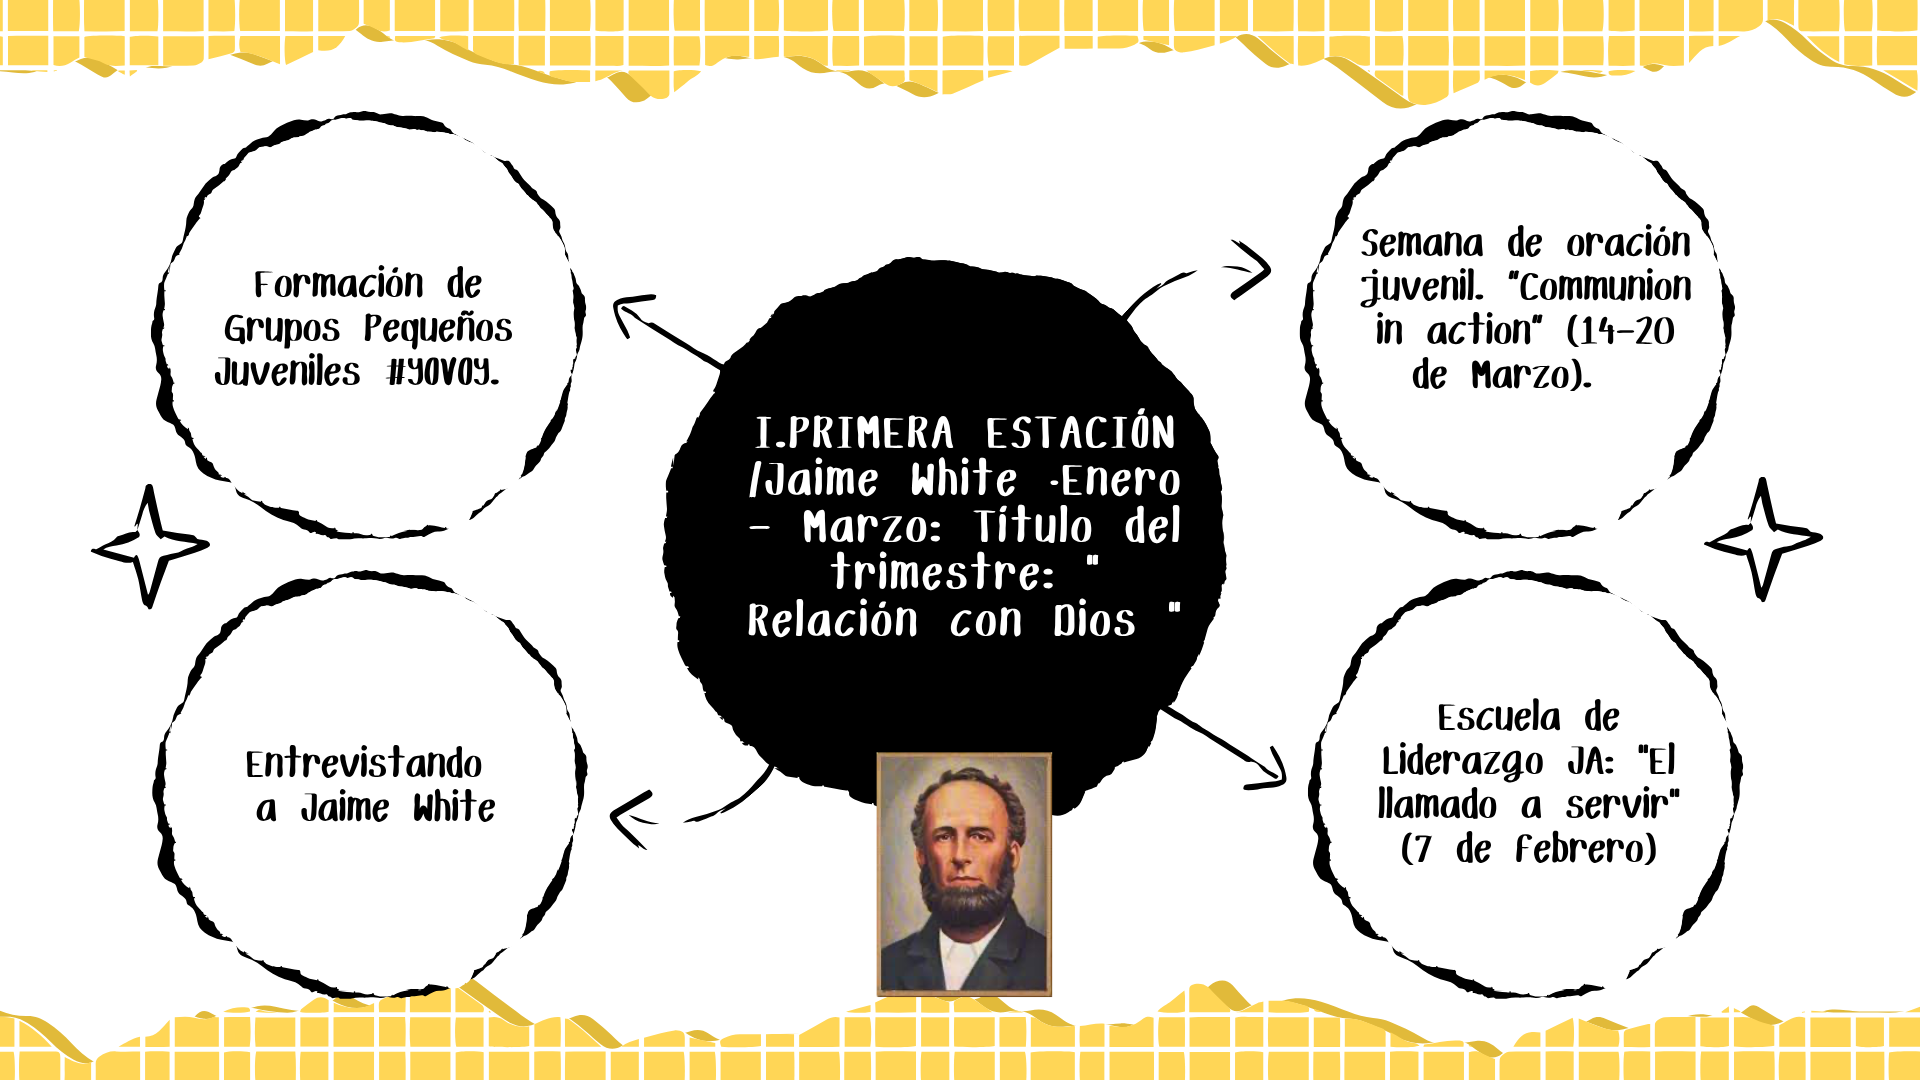 Formación de
Grupos Pequeños
Juveniles #YOVOY.
Semana de oración
juvenil. "Communion
in action" (14-20
de Marzo).
I.PRIMERA ESTACIÓN
/Jaime White -Enero
- Marzo: Título del
trimestre: "
Relación con Dios "
Entrevistando
a Jaime White
Escuela de
Liderazgo JA: "El
llamado a servir"
(7 de febrero)